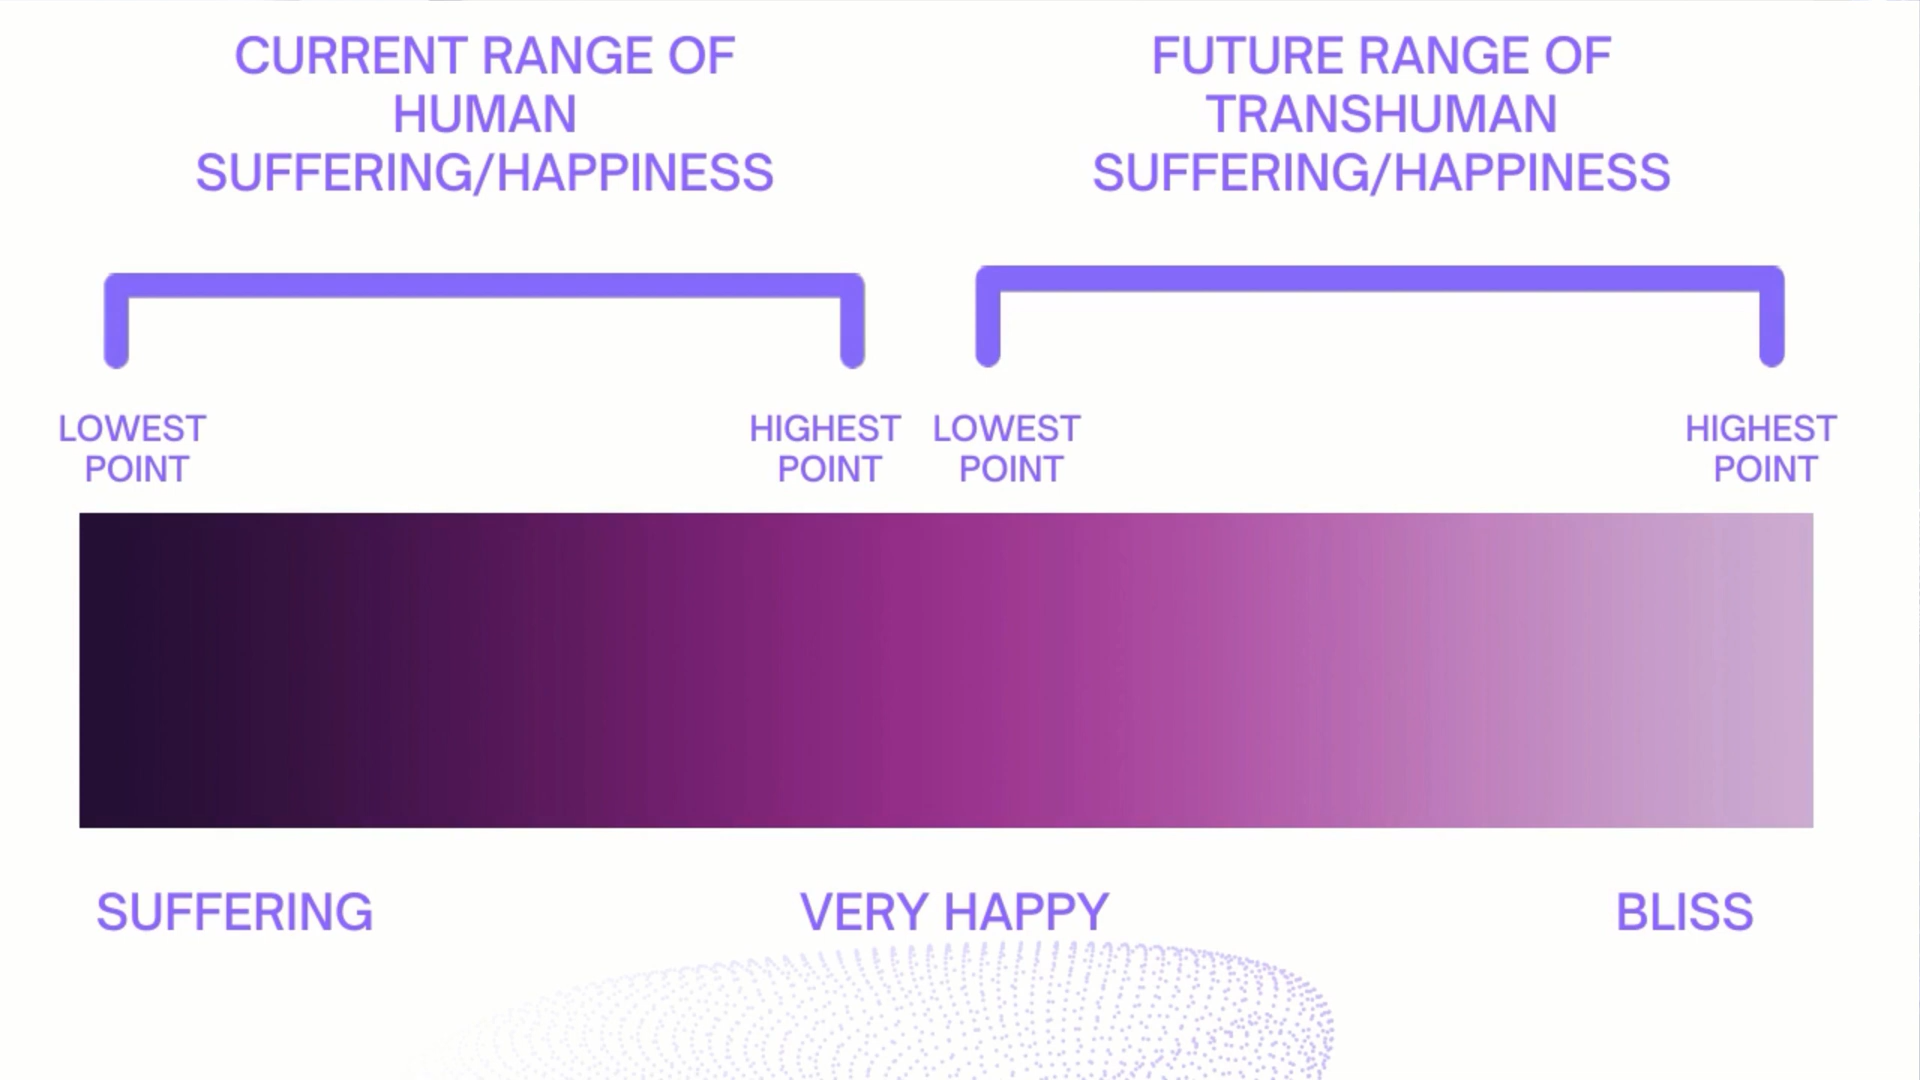 CURRENT RANGE OF
HUMAN
SUFFERING/HAPPINESS
FUTURE RANGE OF
TRANSHUMAN
SUFFERING/HAPPINESS
LOWEST
POINT
HIGHEST
POINT
LOWEST
POINT
HIGHEST
POINT
SUFFERING
VERY HAPPY
BLISS